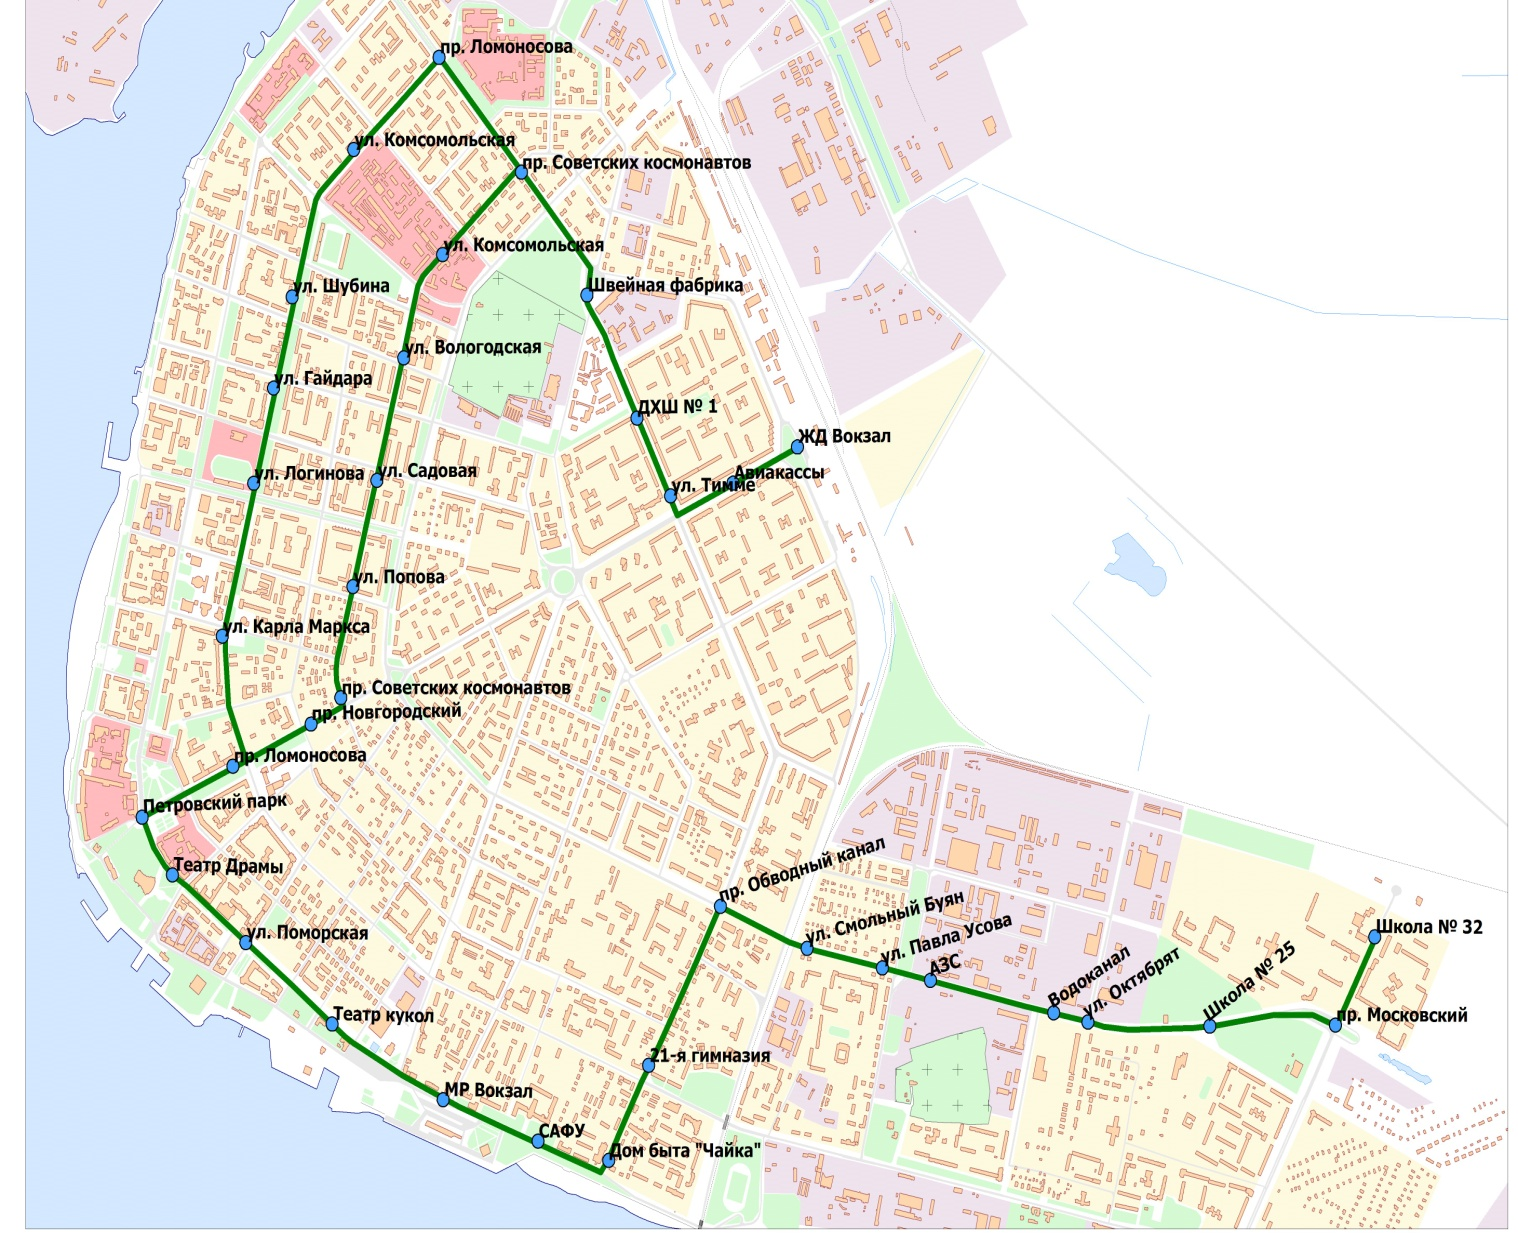 пр. Ломоносова
ул. Комсомольская
пр. Советских космонавтов
ул. Комсомольская
ул. Шубина
Швейная фабрика
ул. Вологодская
ул. Гайдара
ДХШ № 1
ЖД Вокзал
ул. Логинова
ул. Садовая
Авиакассы
ул. Тимме
ул. Попова
ул. Карла Маркса
пр. Советских космонавтов
пр. Новгородский
пр. Ломоносова
Петровский парк
Театр Драмы
пр. Обводный канал
ул. Смольный Буян
ул. Поморская
ул. Павла Усова
Школа № 32
АЗС
Водоканал
ул. Октябрят
Школа № 25
Театр кукол
пр. Московский
21-я гимназия
МР Вокзал
САФУ
Дом быта "Чайка"